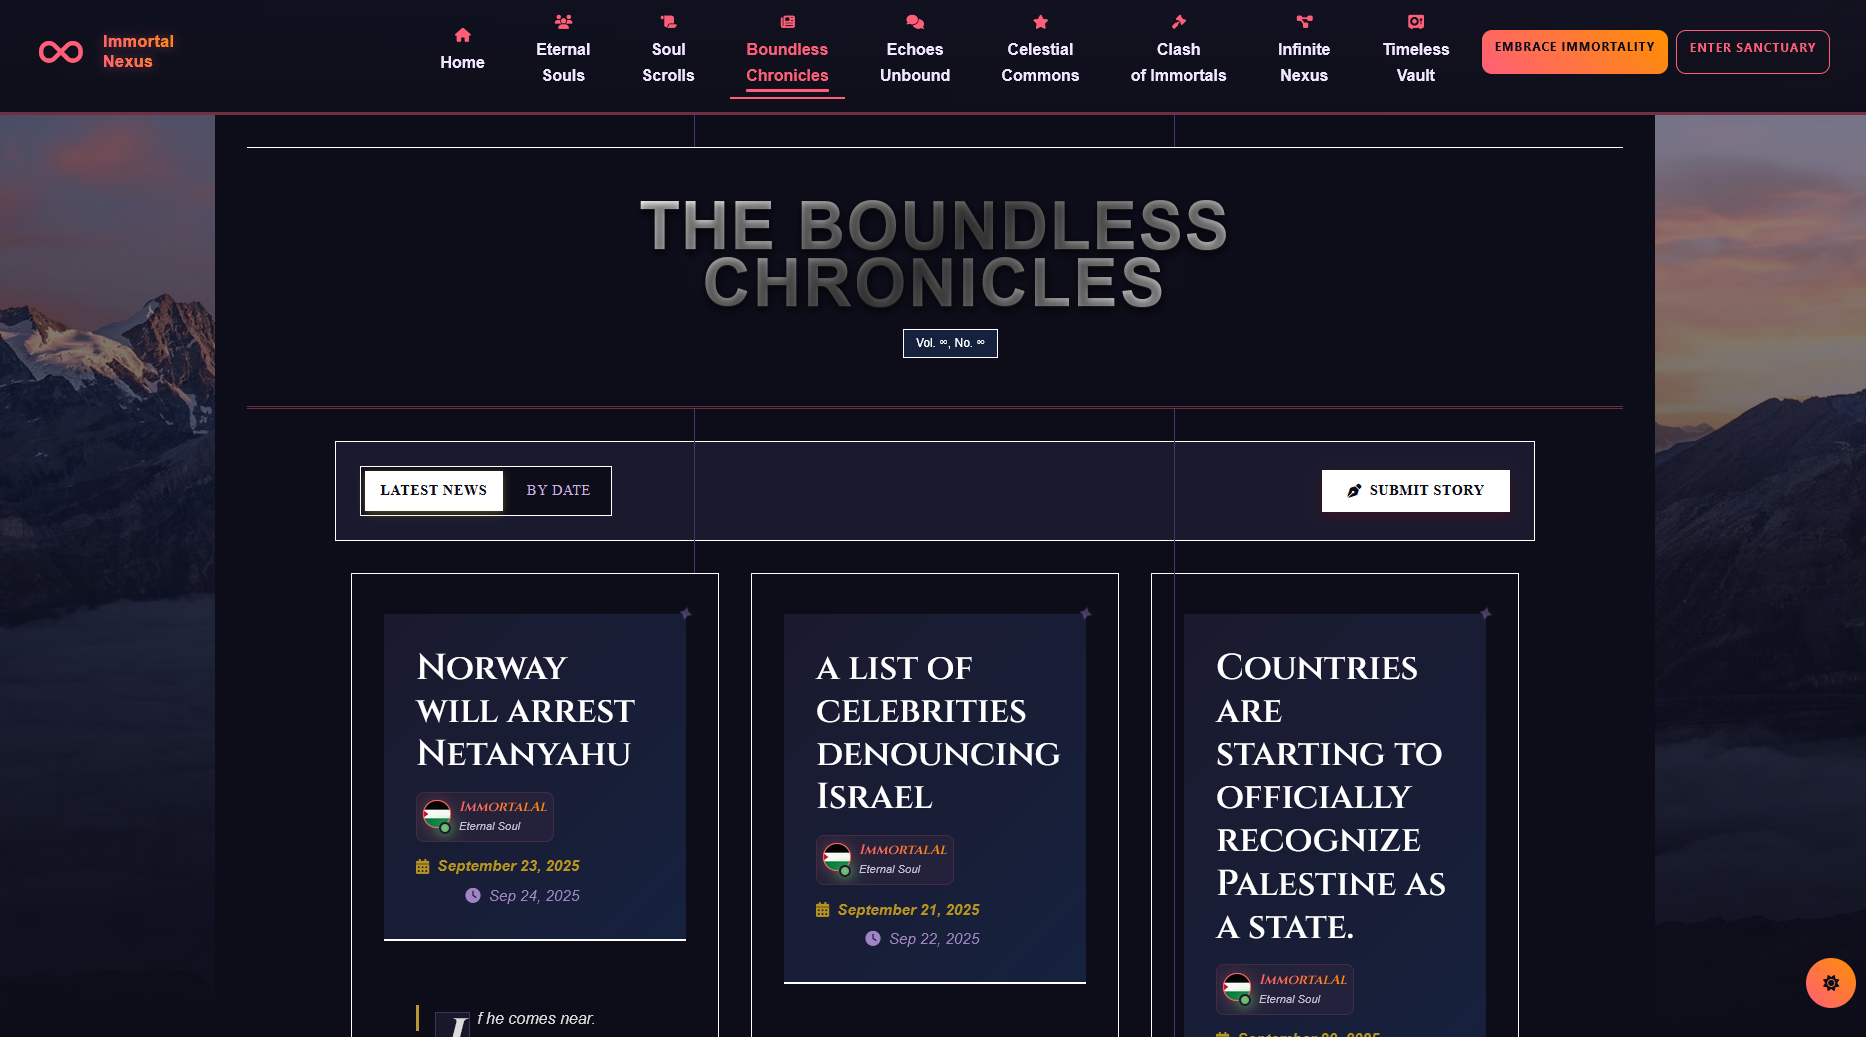 Immortal
Nexus
Home
Eternal
Souls
Soul
Scrolls
Boundless
Chronicles
Echoes
Unbound
Celestial
Commons
Clash
of Immortals
Infinite
Nexus
Timeless
Vault
EMBRACE IMMORTALITY
ENTER SANCTUARY
THE BOUNDLESS
CHRONICLES
Vol. ∞, No. ∞
LATEST NEWS
BY DATE
SUBMIT STORY
Norway
will arrest
Netanyahu
ImmortalAl
Eternal Soul
September 23, 2025
Sep 24, 2025
If he comes near.
a list of
celebrities
denouncing
Israel
ImmortalAl
Eternal Soul
September 21, 2025
Sep 22, 2025
Countries
are
starting to
officially
recognize
Palestine as
a state.
ImmortalAl
Eternal Soul